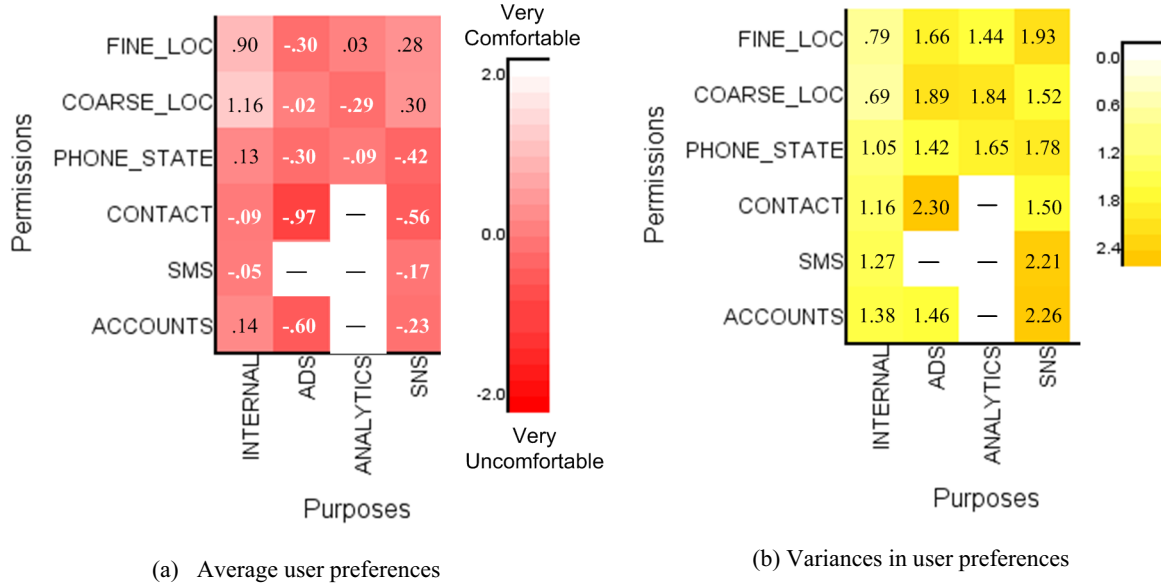 Very
Comfortable
FINE_LOC .90 -.30 .03 .28
COARSE_LOC 1.16 -.02 -.29 .30
PHONE_STATE .13 -.30 -.09 -.42
CONTACT -.09 -.97 — -.56
SMS -.05 — — -.17
ACCOUNTS .14 -.60 — -.23
Permissions
INTERNAL
ADS
ANALYTICS
SNS
Purposes
2.0
0.0
-2.0
Very
Uncomfortable
(a) Average user preferences
FINE_LOC .79 1.66 1.44 1.93
COARSE_LOC .69 1.89 1.84 1.52
PHONE_STATE 1.05 1.42 1.65 1.78
CONTACT 1.16 2.30 — 1.50
SMS 1.27 — — 2.21
ACCOUNTS 1.38 1.46 — 2.26
Permissions
INTERNAL
ADS
ANALYTICS
SNS
Purposes
0.0
0.6
1.2
1.8
2.4
(b) Variances in user preferences